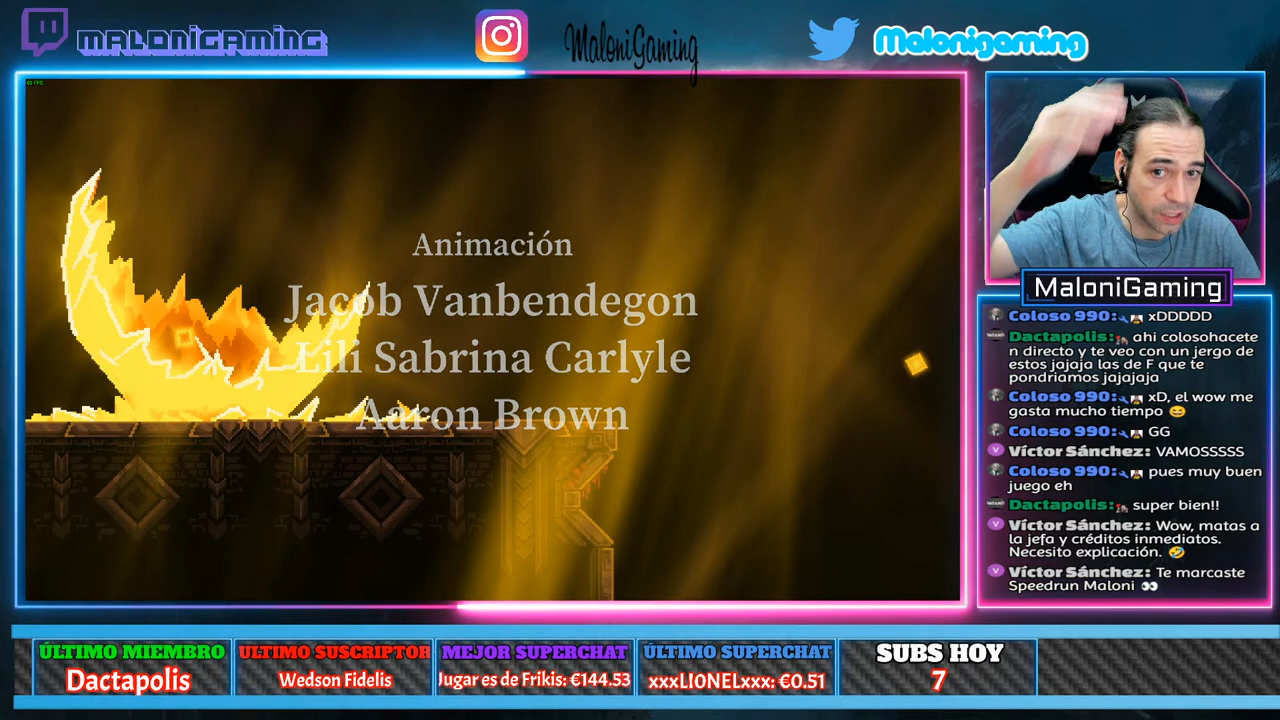 MALONIGAMING
MaloniGaming
Malonigaming
Animación
Jacob Vanbendegon
Lili Sabrina Carlyle
Aaron Brown
MaloniGaming
Coloso 990: xDDDDD
Dactapolis: ahi colosohacete
n directo y te veo con un jergo de
estos jajaja las de F que te
pondriamos jajajaja
Coloso 990: xD, el wow me
gasta mucho tiempo 😅
Coloso 990: GG
Víctor Sánchez: VAMOSSSSS
Coloso 990: pues muy buen
juego eh
Dactapolis: super bien!!
Víctor Sánchez: Wow, matas a
la jefa y créditos inmediatos.
Necesito explicación. 🤣
Víctor Sánchez: Te marcaste
Speedrun Maloni 👀
ÚLTIMO MIEMBRO
Dactapolis
ULTIMO SUSCRIPTOR
Wedson Fidelis
MEJOR SUPERCHAT
Jugar es de Frikis: €144.53
ÚLTIMO SUPERCHAT
xxxLI0NELxxx: €0.51
SUBS HOY
7